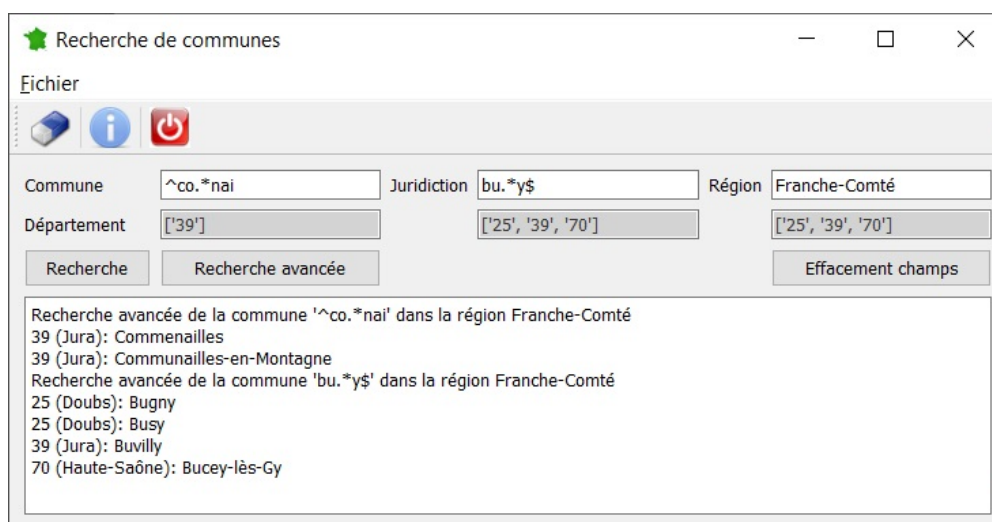 Recherche de communes
Fichier
Commune ^co.*nai Juridiction bu.*y$ Région Franche-Comté
Département ['39'] ['25', '39', '70'] ['25', '39', '70']
Recherche Recherche avancée Effacement champs
Recherche avancée de la commune '^co.*nai' dans la région Franche-Comté
39 (Jura): Commenailles
39 (Jura): Communailles-en-Montagne
Recherche avancée de la commune 'bu.*y$' dans la région Franche-Comté
25 (Doubs): Bugny
25 (Doubs): Busy
39 (Jura): Buvilly
70 (Haute-Saône): Bucey-lès-Gy